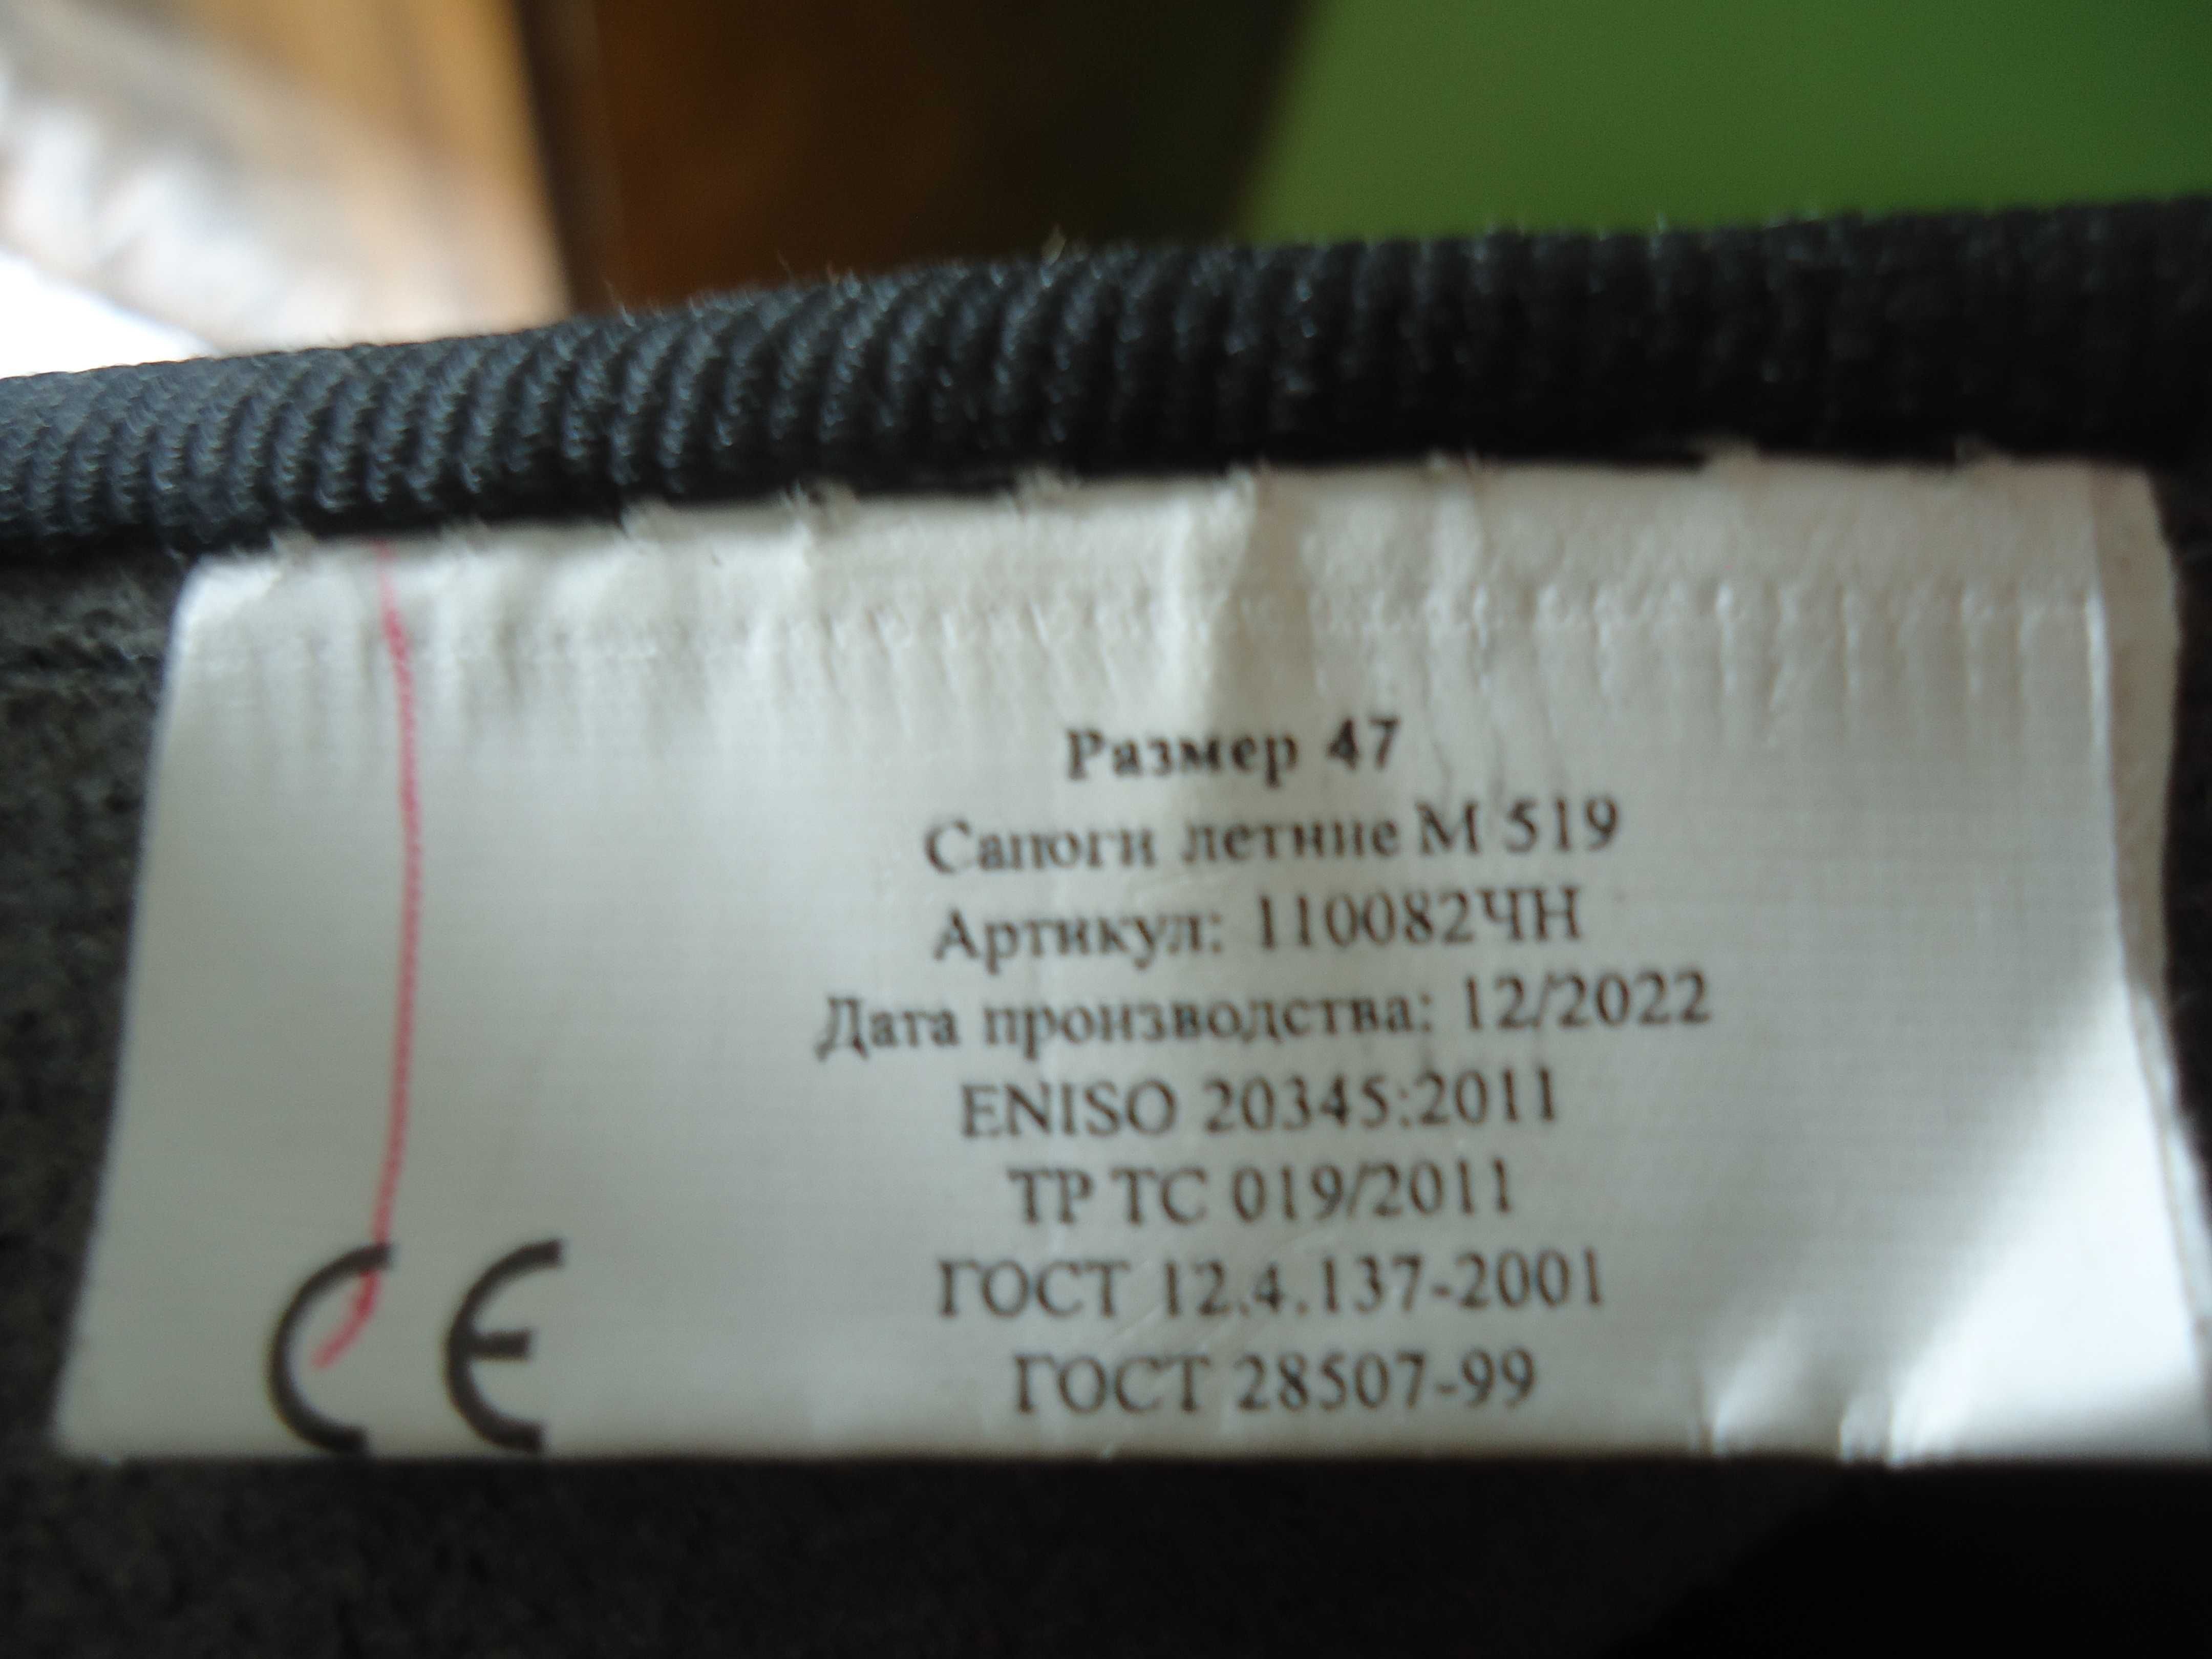 Размер 47
Сапоги летние М 519
Артикул: 110082ЧН
Дата производства: 12/2022
ENISO 20345:2011
ТР ТС 019/2011
ГОСТ 12.4.137-2001
ГОСТ 28507-99
CE